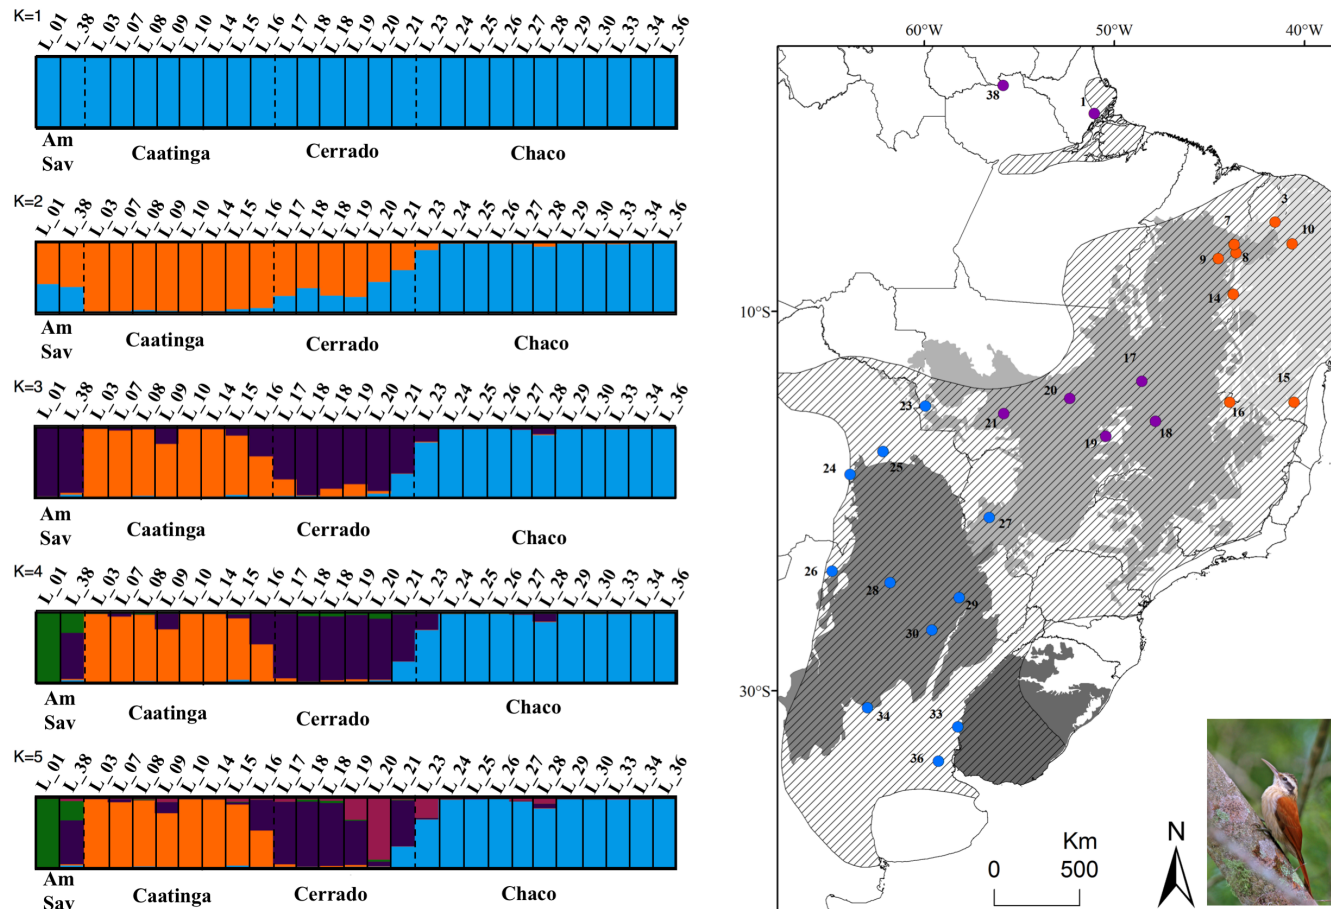 K=1
L_01 L_38 L_03 L_07 L_08 L_09 L_10 L_14 L_15 L_16 L_17 L_18 L_18 L_19 L_20 L_21 L_23 L_24 L_25 L_26 L_27 L_28 L_29 L_30 L_33 L_34 L_36
Am
Sav
Caatinga Cerrado Chaco
K=2
L_01 L_38 L_03 L_07 L_08 L_09 L_10 L_14 L_15 L_16 L_17 L_18 L_18 L_19 L_20 L_21 L_23 L_24 L_25 L_26 L_27 L_28 L_29 L_30 L_33 L_34 L_36
Am
Sav
Caatinga Cerrado Chaco
K=3
L_01 L_38 L_03 L_07 L_08 L_09 L_10 L_14 L_15 L_16 L_17 L_18 L_18 L_19 L_20 L_21 L_23 L_24 L_25 L_26 L_27 L_28 L_29 L_30 L_33 L_34 L_36
Am
Sav
Caatinga Cerrado Chaco
K=4
L_01 L_38 L_03 L_07 L_08 L_09 L_10 L_14 L_15 L_16 L_17 L_18 L_18 L_19 L_20 L_21 L_23 L_24 L_25 L_26 L_27 L_28 L_29 L_30 L_33 L_34 L_36
Am
Sav
Caatinga Cerrado Chaco
K=5
L_01 L_38 L_03 L_07 L_08 L_09 L_10 L_14 L_15 L_16 L_17 L_18 L_18 L_19 L_20 L_21 L_23 L_24 L_25 L_26 L_27 L_28 L_29 L_30 L_33 L_34 L_36
Am
Sav
Caatinga Cerrado Chaco
60°W 50°W 40°W
38
1
3
7
10
9 8
14
10°S
17
20
15
23
21
16
19 18
24 25
27
26
28
29
30
30°S
34
33
36
Km
0 500
N